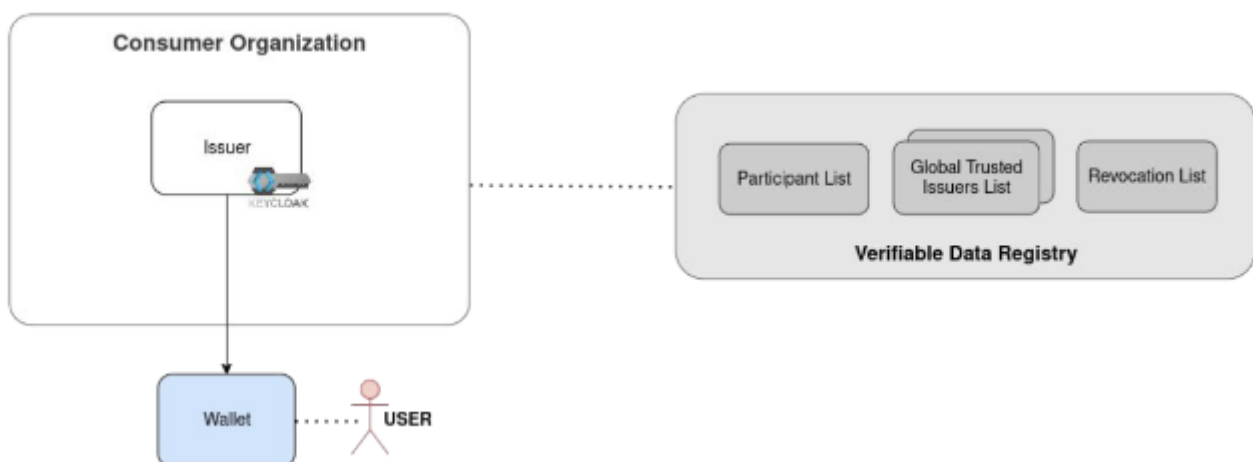 Consumer Organization
Issuer
KEYCLOAK
Participant List
Global Trusted
Issuers List
Revocation List
Verifiable Data Registry
Wallet
USER